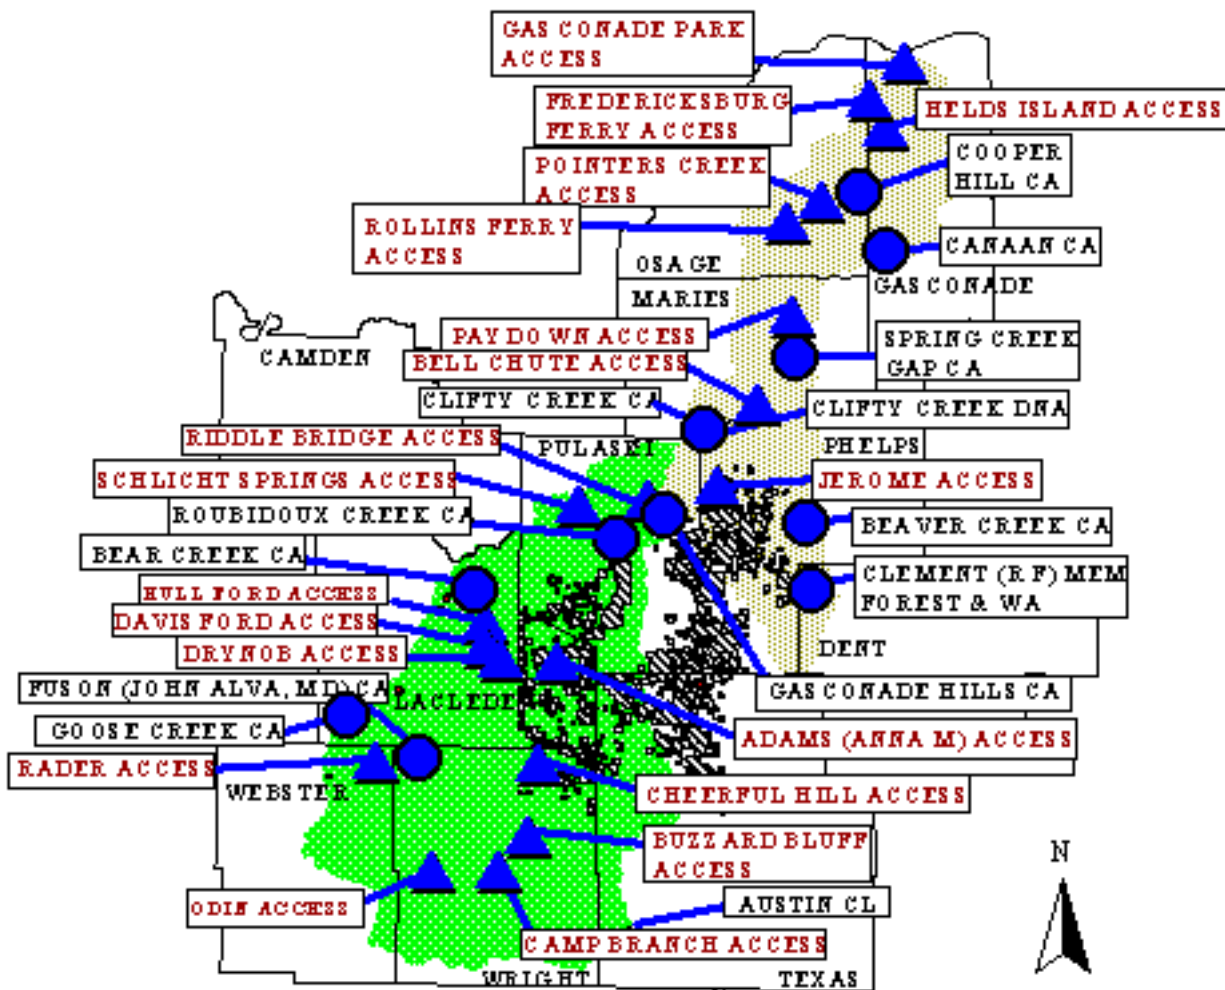 GASCONADE PARK
ACCESS
FREDERICKSBURG
FERRY ACCESS
HELDS ISLAND ACCESS
COOPER
HILL CA
POINTERS CREEK
ACCESS
ROLLINS FERRY
ACCESS
CANAAN CA
OSAGE
GASCONADE
MARIES
PAYDOWN ACCESS
SPRING CREEK
GAP CA
CAMDEN
BELL CHUTE ACCESS
CLIFTY CREEK CA
CLIFTY CREEK DNA
RIDDLE BRIDGE ACCESS
PULASKI
PHELPS
SCHLICHT SPRINGS ACCESS
JEROME ACCESS
ROUBIDOUX CREEK CA
BEAVER CREEK CA
BEAR CREEK CA
CLEMENT (R F) MEM
FOREST & WA
HULL FORD ACCESS
DAVIS FORD ACCESS
DRYNOB ACCESS
DENT
FUSON (JOHN ALVA, MD) CA
LACLEDE
GASCONADE HILLS CA
GOOSE CREEK CA
ADAMS (ANNA M) ACCESS
RADER ACCESS
WEBSTER
CHEERFUL HILL ACCESS
BUZZARD BLUFF
ACCESS
N
ODIN ACCESS
AUSTIN CL
CAMP BRANCH ACCESS
WRIGHT
TEXAS